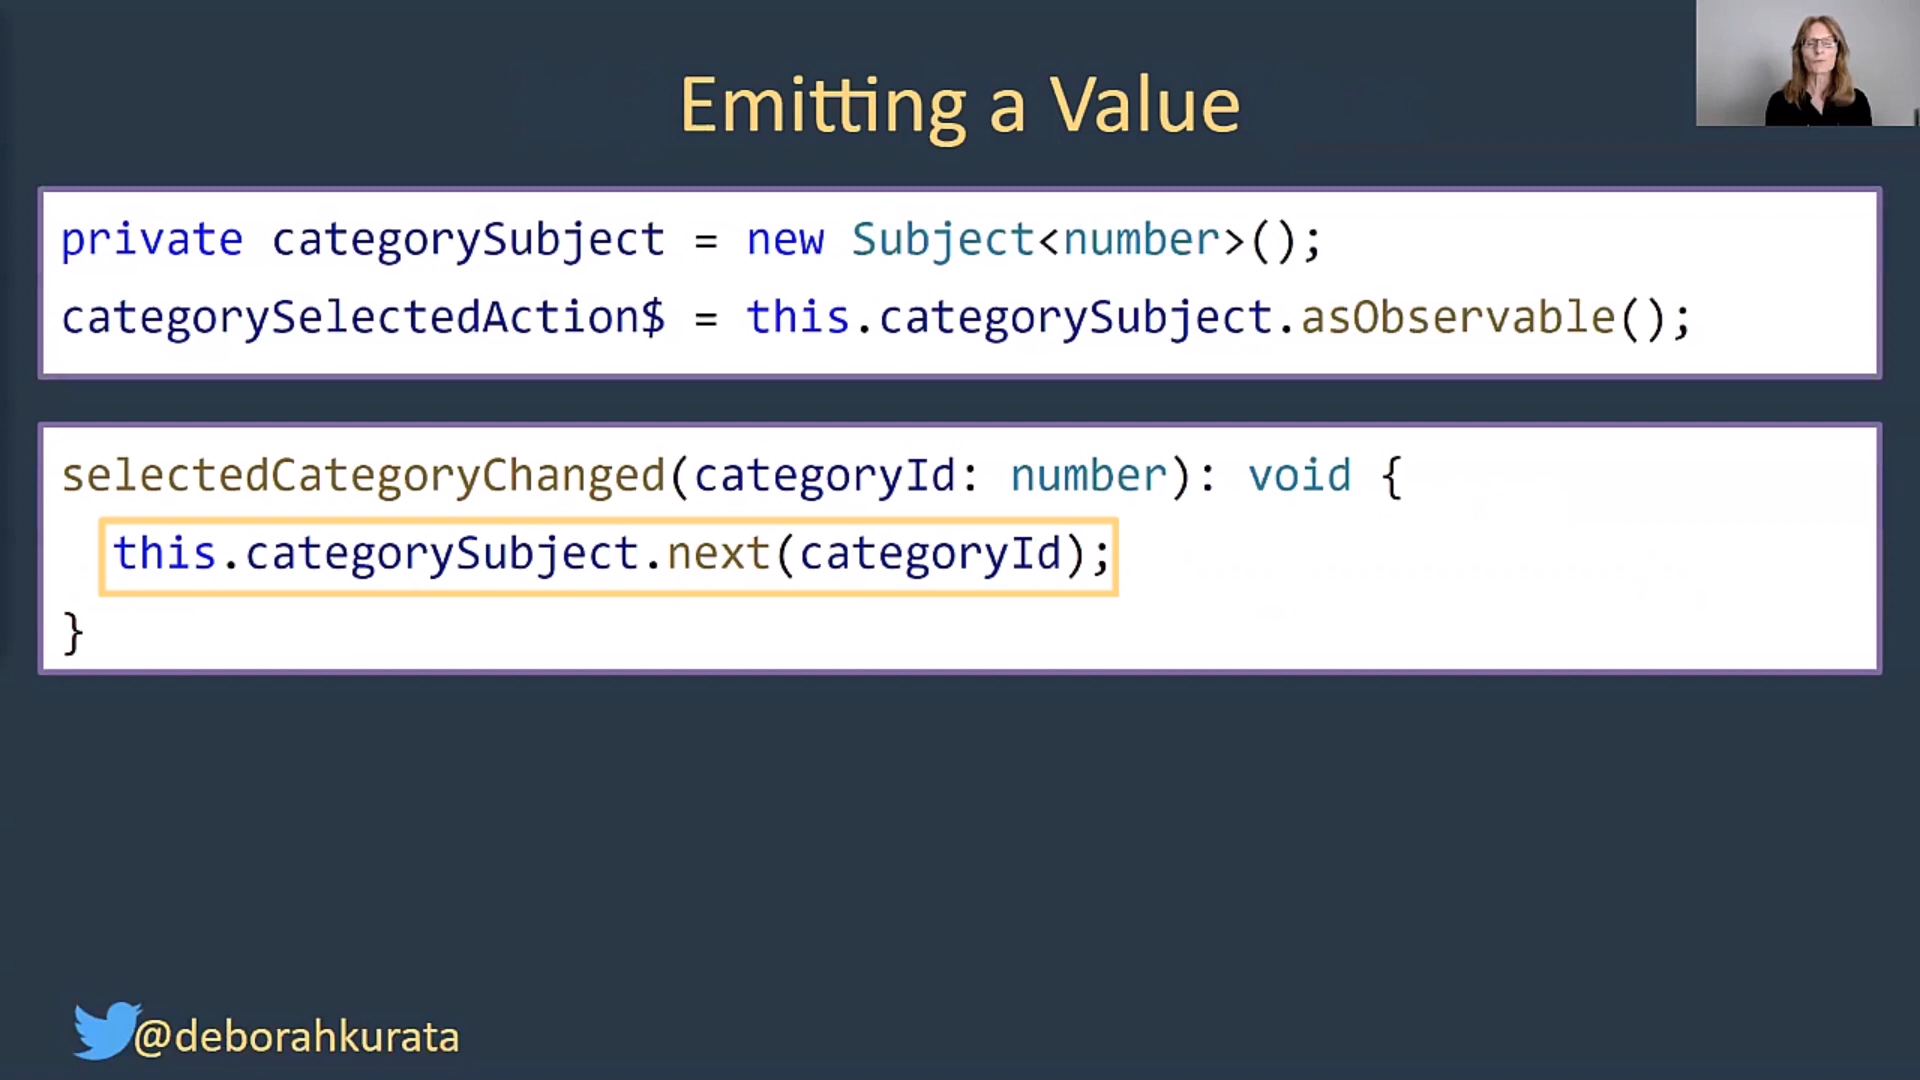 Emitting a Value
private categorySubject = new Subject<number>();
categorySelectedAction$ = this.categorySubject.asObservable();
selectedCategoryChanged(categoryId: number): void {
this.categorySubject.next(categoryId);
}
@deborahkurata